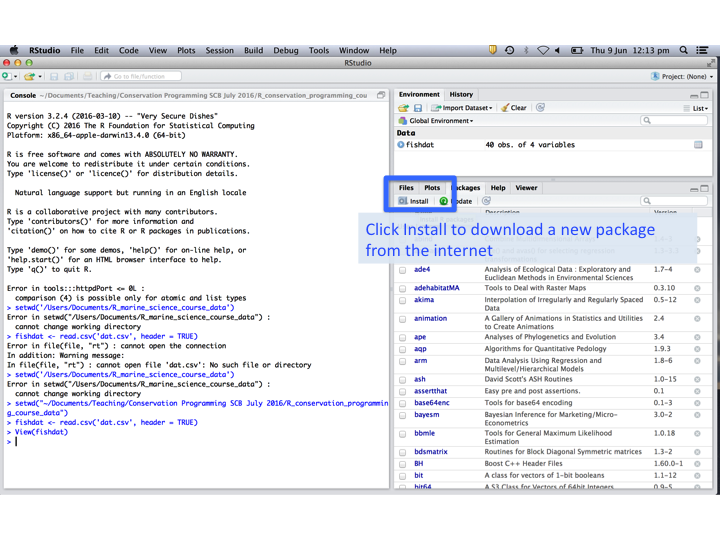 RStudio File Edit Code View Plots Session Build Debug Tools Window Help Thu 9 Jun 12:13 pm
RStudio
Go to file/function Project: (None)
Console ~/Documents/Teaching/Conservation Programming SCB July 2016/R_conservation_programming_cou
R version 3.2.4 (2016-03-10) -- "Very Secure Dishes"
Copyright (C) 2016 The R Foundation for Statistical Computing
Platform: x86_64-apple-darwin13.4.0 (64-bit)
R is free software and comes with ABSOLUTELY NO WARRANTY.
You are welcome to redistribute it under certain conditions.
Type 'license()' or 'licence()' for distribution details.
Natural language support but running in an English locale
R is a collaborative project with many contributors.
Type 'contributors()' for more information and
'citation()' on how to cite R or R packages in publications.
Type 'demo()' for some demos, 'help()' for on-line help, or
'help.start()' for an HTML browser interface to help.
Type 'q()' to quit R.
Error in tools:::httpdPort <= 0L :
comparison (4) is possible only for atomic and list types
> setwd('/Users/Documents/R_marine_science_course_data')
Error in setwd("/Users/Documents/R_marine_science_course_data") :
cannot change working directory
> fishdat <- read.csv('dat.csv', header = TRUE)
Error in file(file, "rt") : cannot open the connection
In addition: Warning message:
In file(file, "rt") : cannot open file 'dat.csv': No such file or directory
> setwd('/Users/Documents/R_marine_science_course_data')
Error in setwd("/Users/Documents/R_marine_science_course_data") :
cannot change working directory
> setwd("~/Documents/Teaching/Conservation Programming SCB July 2016/R_conservation_programmin
g_course_data")
> fishdat <- read.csv('dat.csv', header = TRUE)
> View(fishdat)
>
Environment History
Import Dataset Clear List
Global Environment
Data
fishdat 40 obs. of 4 variables
Files Plots Packages Help Viewer
Install Update
Description Version
Click Install to download a new package
from the internet
ade4 Analysis of Ecological Data : Exploratory and 1.7-4
Euclidean Methods in Environmental Sciences
adehabitatMA Tools to Deal with Raster Maps 0.3.10
akima Interpolation of Irregularly and Regularly Spaced 0.5-12
Data
animation A Gallery of Animations in Statistics and Utilities 2.4
to Create Animations
ape Analyses of Phylogenetics and Evolution 3.4
aqp Algorithms for Quantitative Pedology 1.9.3
arm Data Analysis Using Regression and 1.8-6
Multilevel/Hierarchical Models
ash David Scott's ASH Routines 1.0-15
assertthat Easy pre and post assertions. 0.1
base64enc Tools for base64 encoding 0.1-3
bayesm Bayesian Inference for Marketing/Micro- 3.0-2
Econometrics
bbmle Tools for General Maximum Likelihood 1.0.18
Estimation
bdsmatrix Routines for Block Diagonal Symmetric matrices 1.3-2
BH Boost C++ Header Files 1.60.0-1
bit A class for vectors of 1-bit booleans 1.1-12
bit64 A S3 Class for Vectors of 64bit Integers 0.9-5